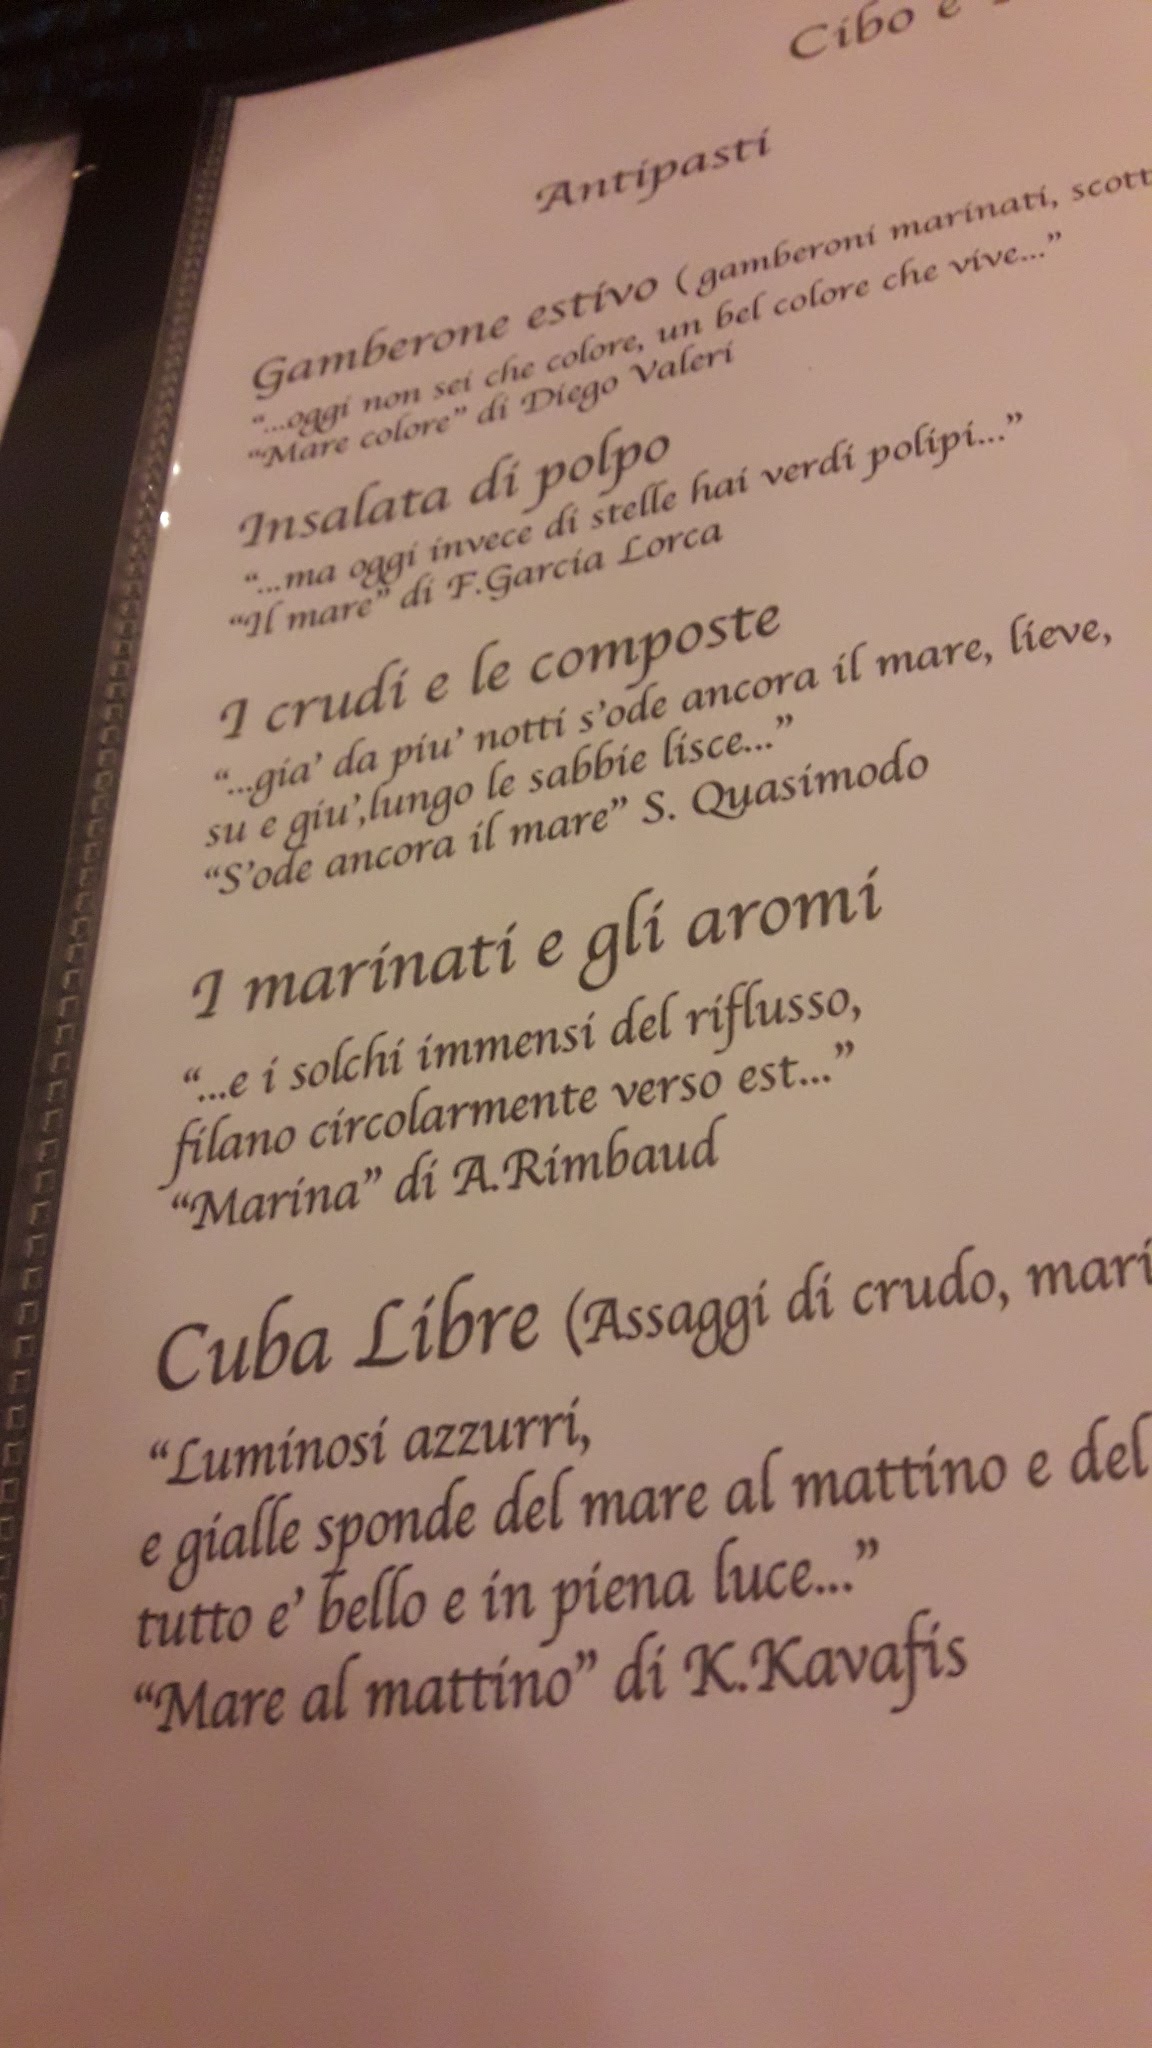 Cibo e
Antipasti
Gamberone estivo ( gamberoni marinati, scott
"...oggi non sei che colore, un bel colore che vive..."
"Mare colore" di Diego Valeri
Insalata di polpo
"...ma oggi invece di stelle hai verdi polipi..."
"Il mare" di F.Garcia Lorca
I crudi e le composte
"...gia' da piu' notti s'ode ancora il mare, lieve,
su e giu',lungo le sabbie lisce..."
"S'ode ancora il mare" S. Quasimodo
I marinati e gli aromi
"...e i solchi immensi del riflusso,
filano circolarmente verso est..."
"Marina" di A.Rimbaud
Cuba Libre (Assaggi di crudo, mari
"Luminosi azzurri,
e gialle sponde del mare al mattino e del
tutto e' bello e in piena luce..."
"Mare al mattino" di K.Kavafis